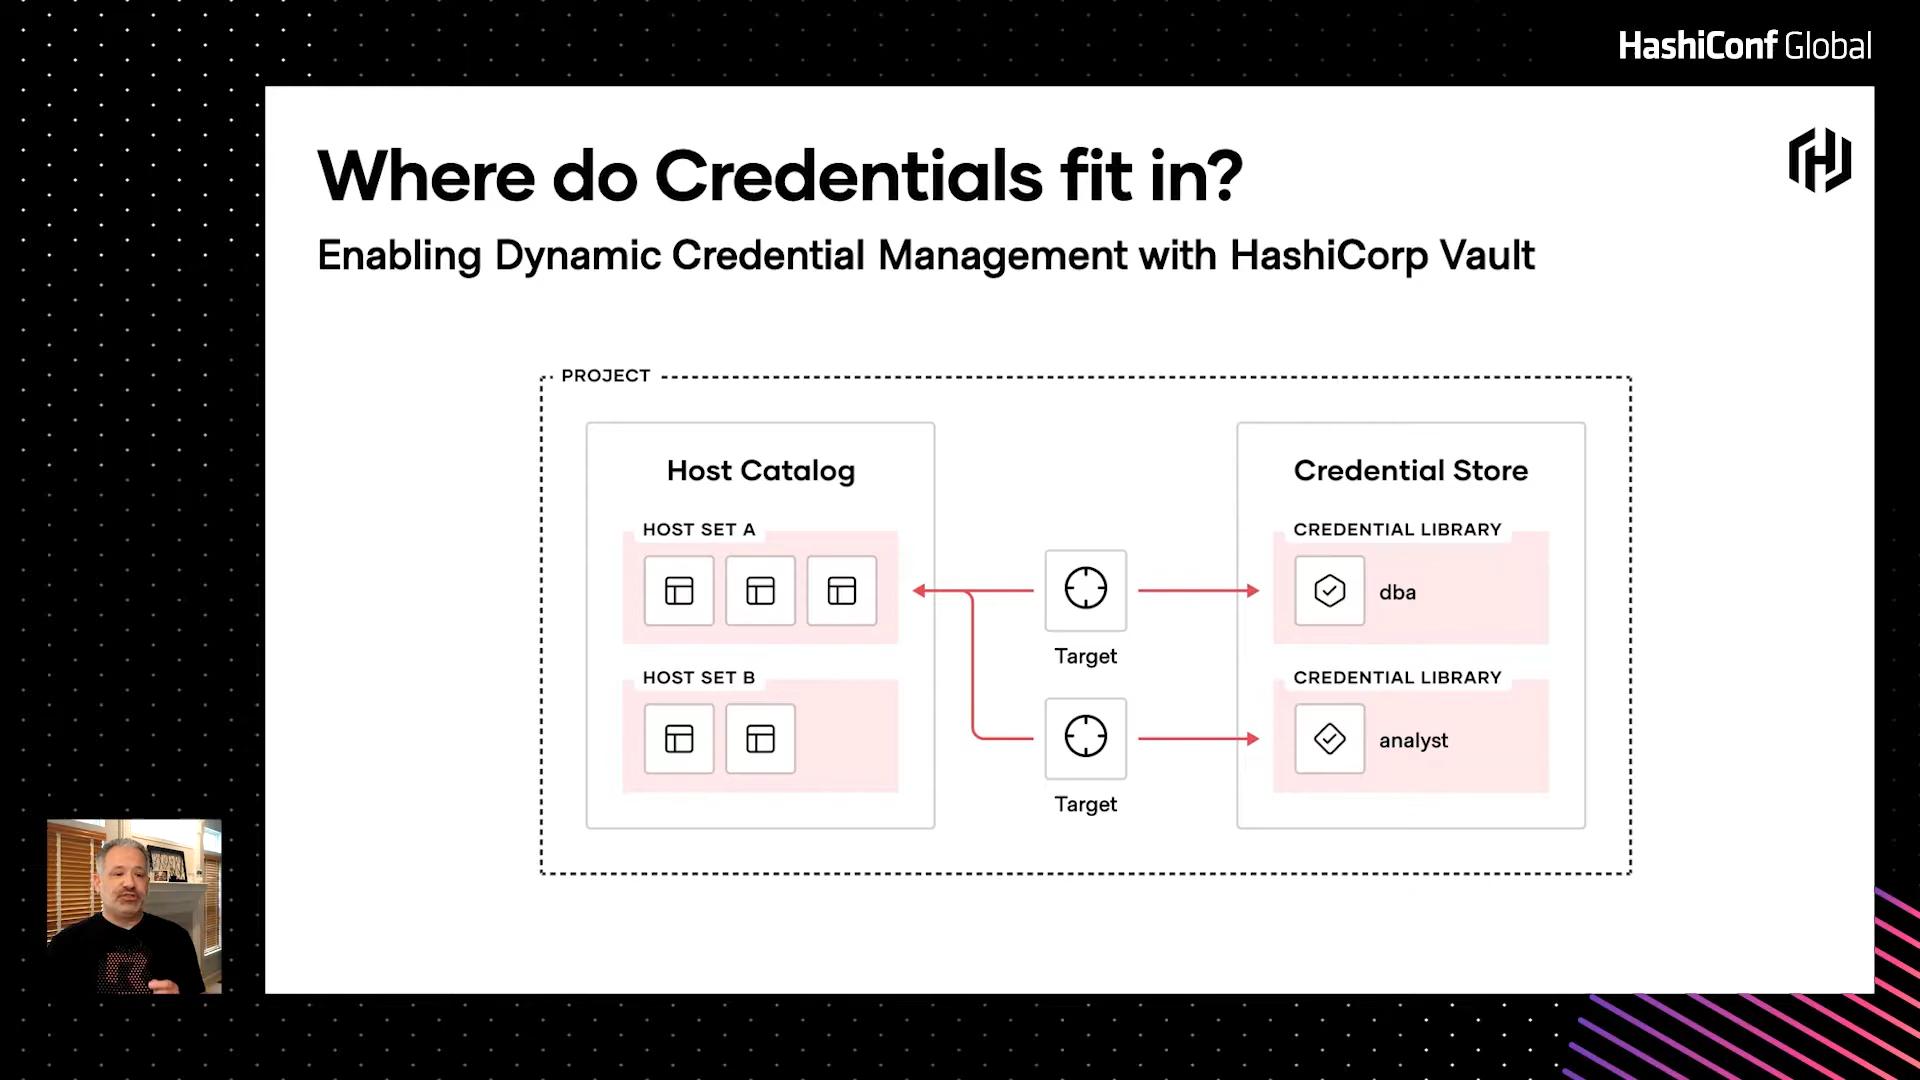 HashiConf Global
Where do Credentials fit in?
Enabling Dynamic Credential Management with HashiCorp Vault
PROJECT
Host Catalog
HOST SET A
HOST SET B
Target
Target
Credential Store
CREDENTIAL LIBRARY
dba
CREDENTIAL LIBRARY
analyst